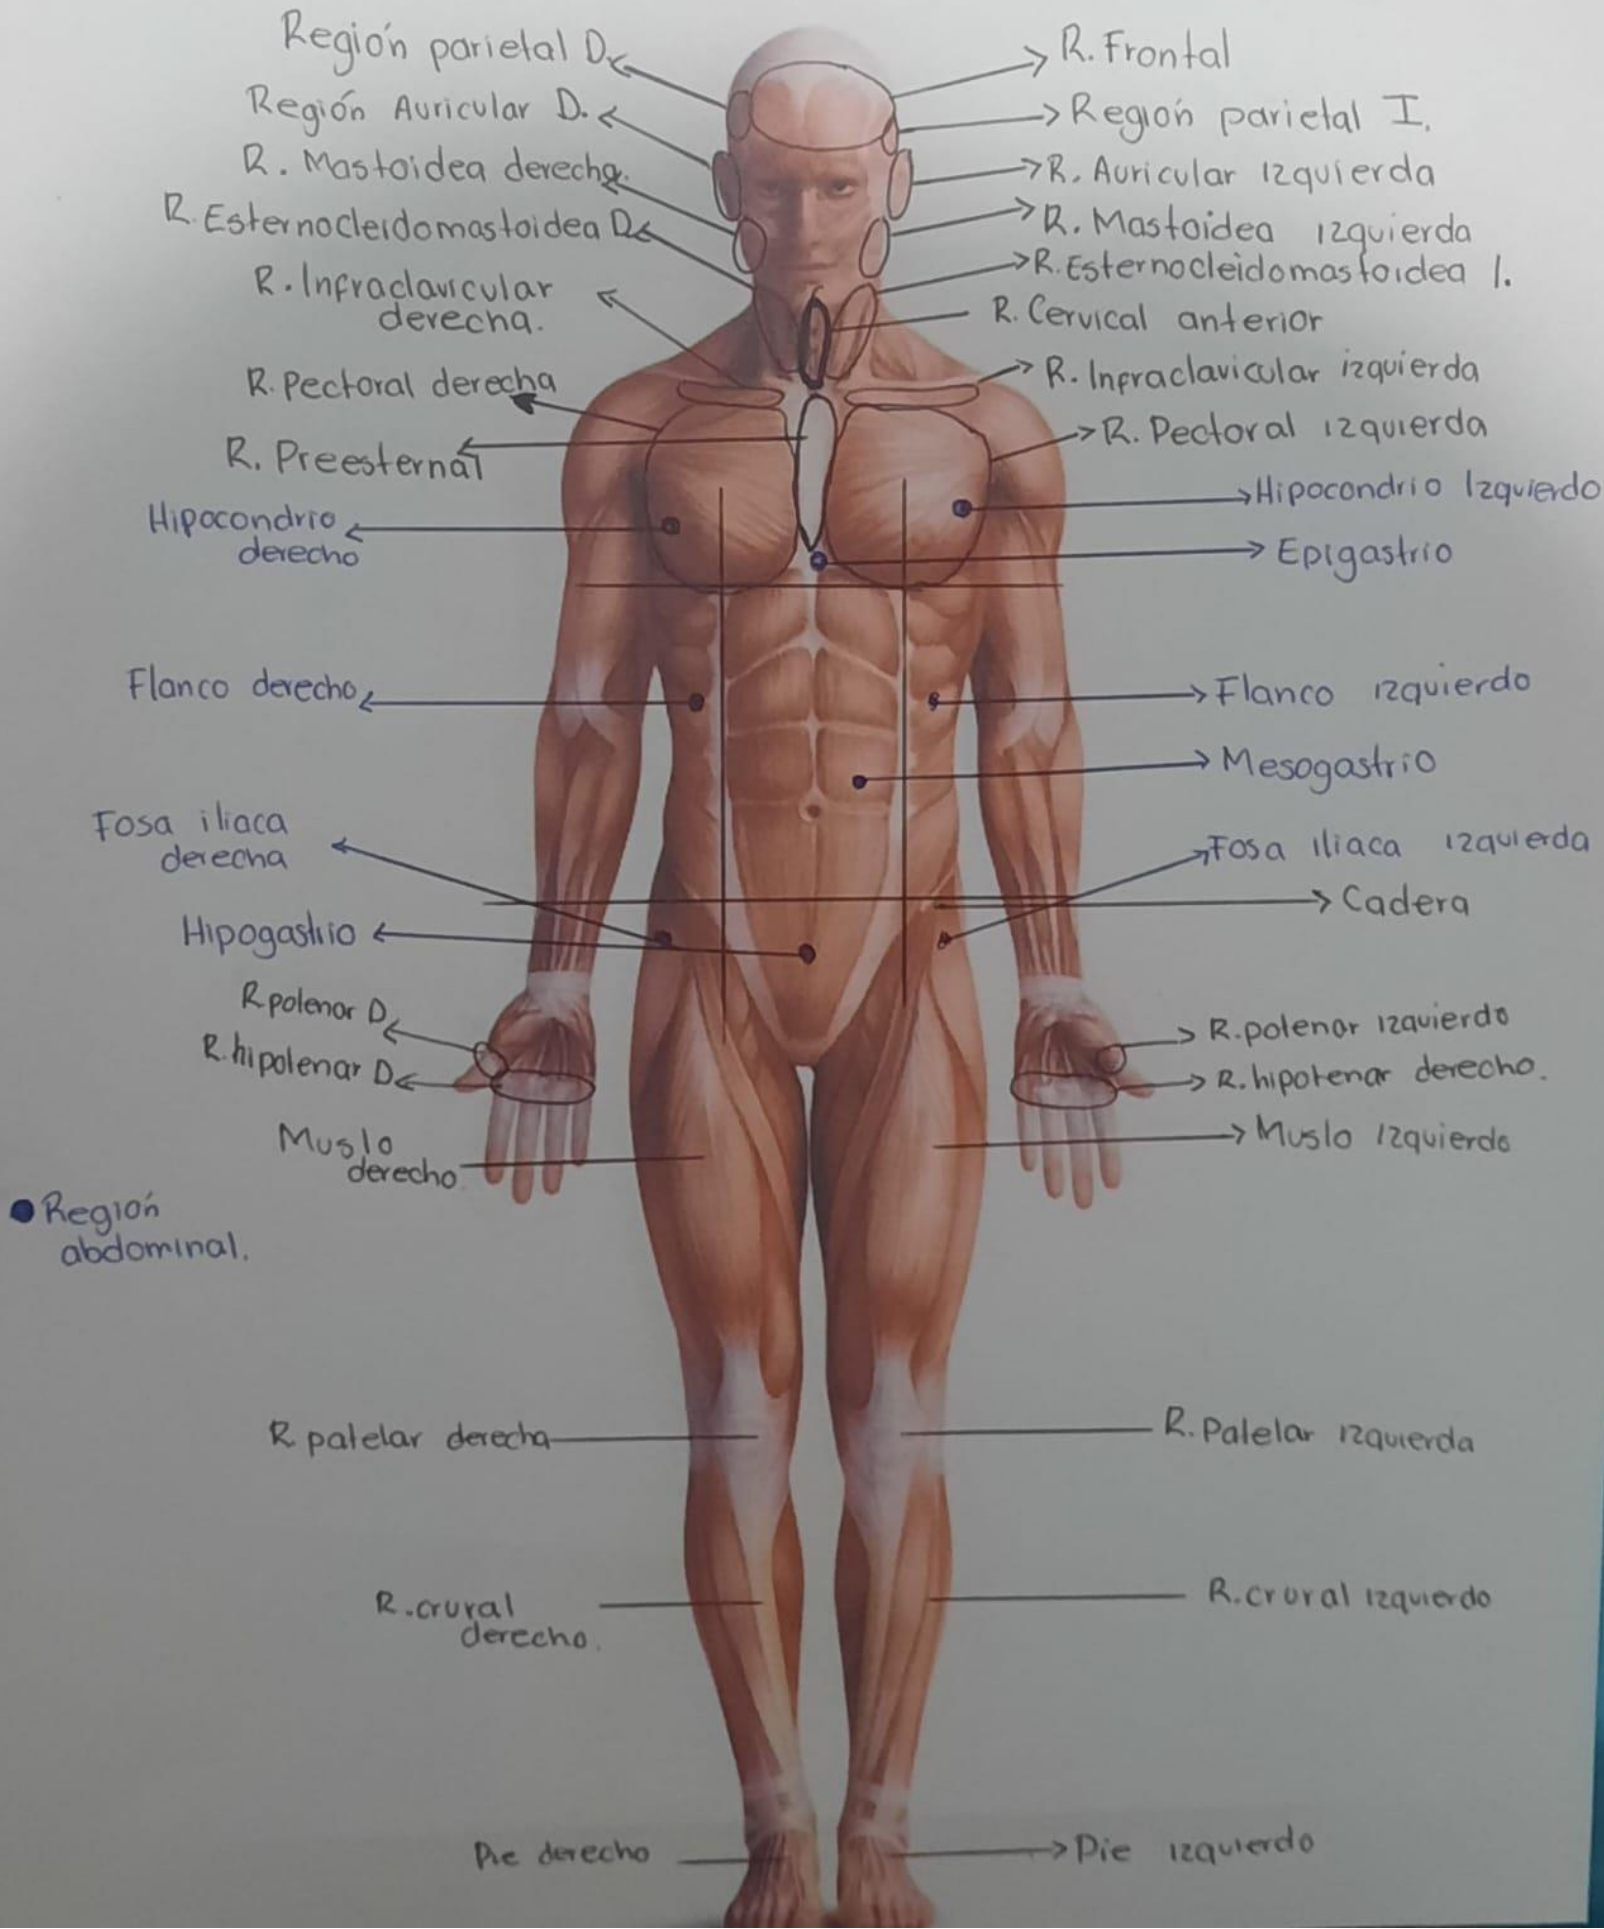 Región parietal D.
R. Frontal
Región Auricular D.
Región parietal I.
R. Mastoidea derecha.
R. Auricular Izquierda
R. Esternocleidomastoidea D.
R. Mastoidea izquierda
R. Esternocleidomastoidea I.
R. Infraclavicular
derecha.
R. Cervical anterior
R. Pectoral derecha
R. Infraclavicular izquierda
R. Preesternal
R. Pectoral izquierda
Hipocondrio
derecho
Hipocondrio Izquierdo
Epigastrio
Flanco derecho
Flanco izquierdo
Mesogastrio
Fosa iliaca
derecha
Fosa iliaca izquierda
Cadera
Hipogastrio
R polenar D
R. polenar izquierdo
R. hipolenar D
R. hipotenar derecho.
Muslo
derecho
Muslo Izquierdo
Región
abdominal.
R palelar derecha
R. Palelar izquierda
R. crural
derecho.
R. crural izquierdo
Pie derecho
Pie izquierdo